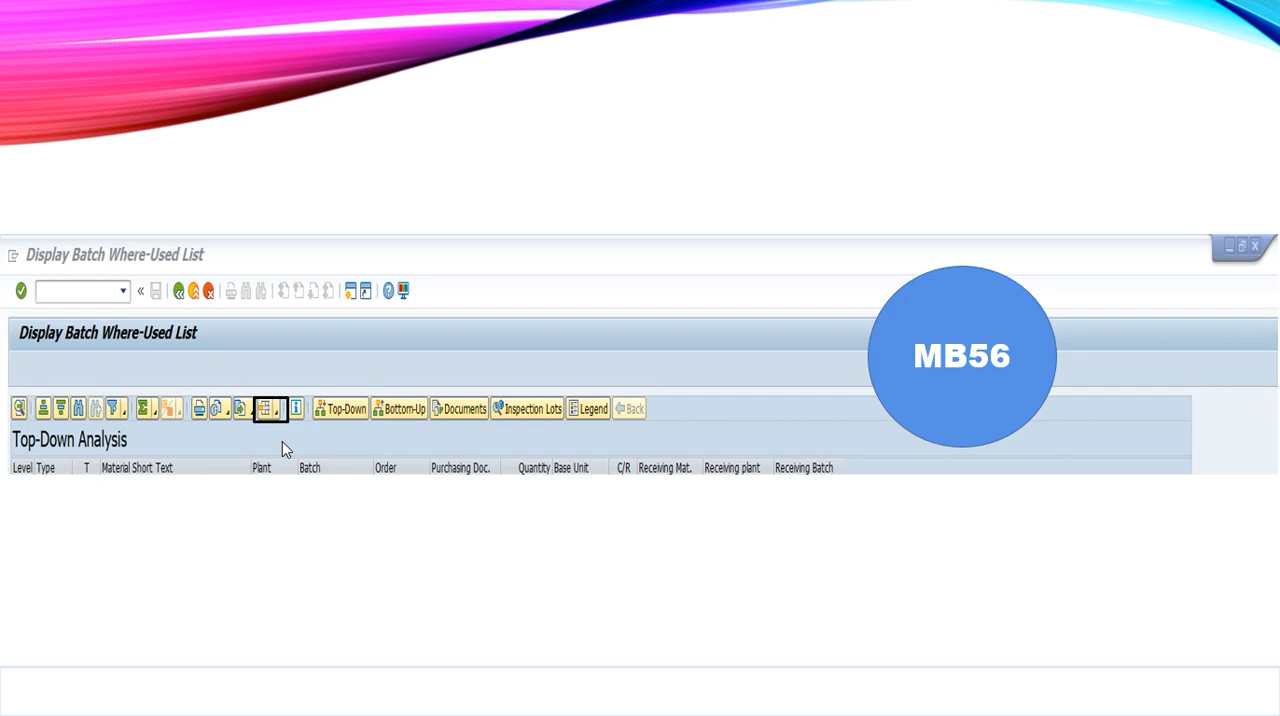 Display Batch Where-Used List
Display Batch Where-Used List
MB56
Top-Down Bottom-Up Documents Inspection Lots Legend Back
Top-Down Analysis
Level Type T Material Short Text Plant Batch Order Purchasing Doc. Quantity Base Unit C/R Receiving Mat. Receiving plant Receiving Batch